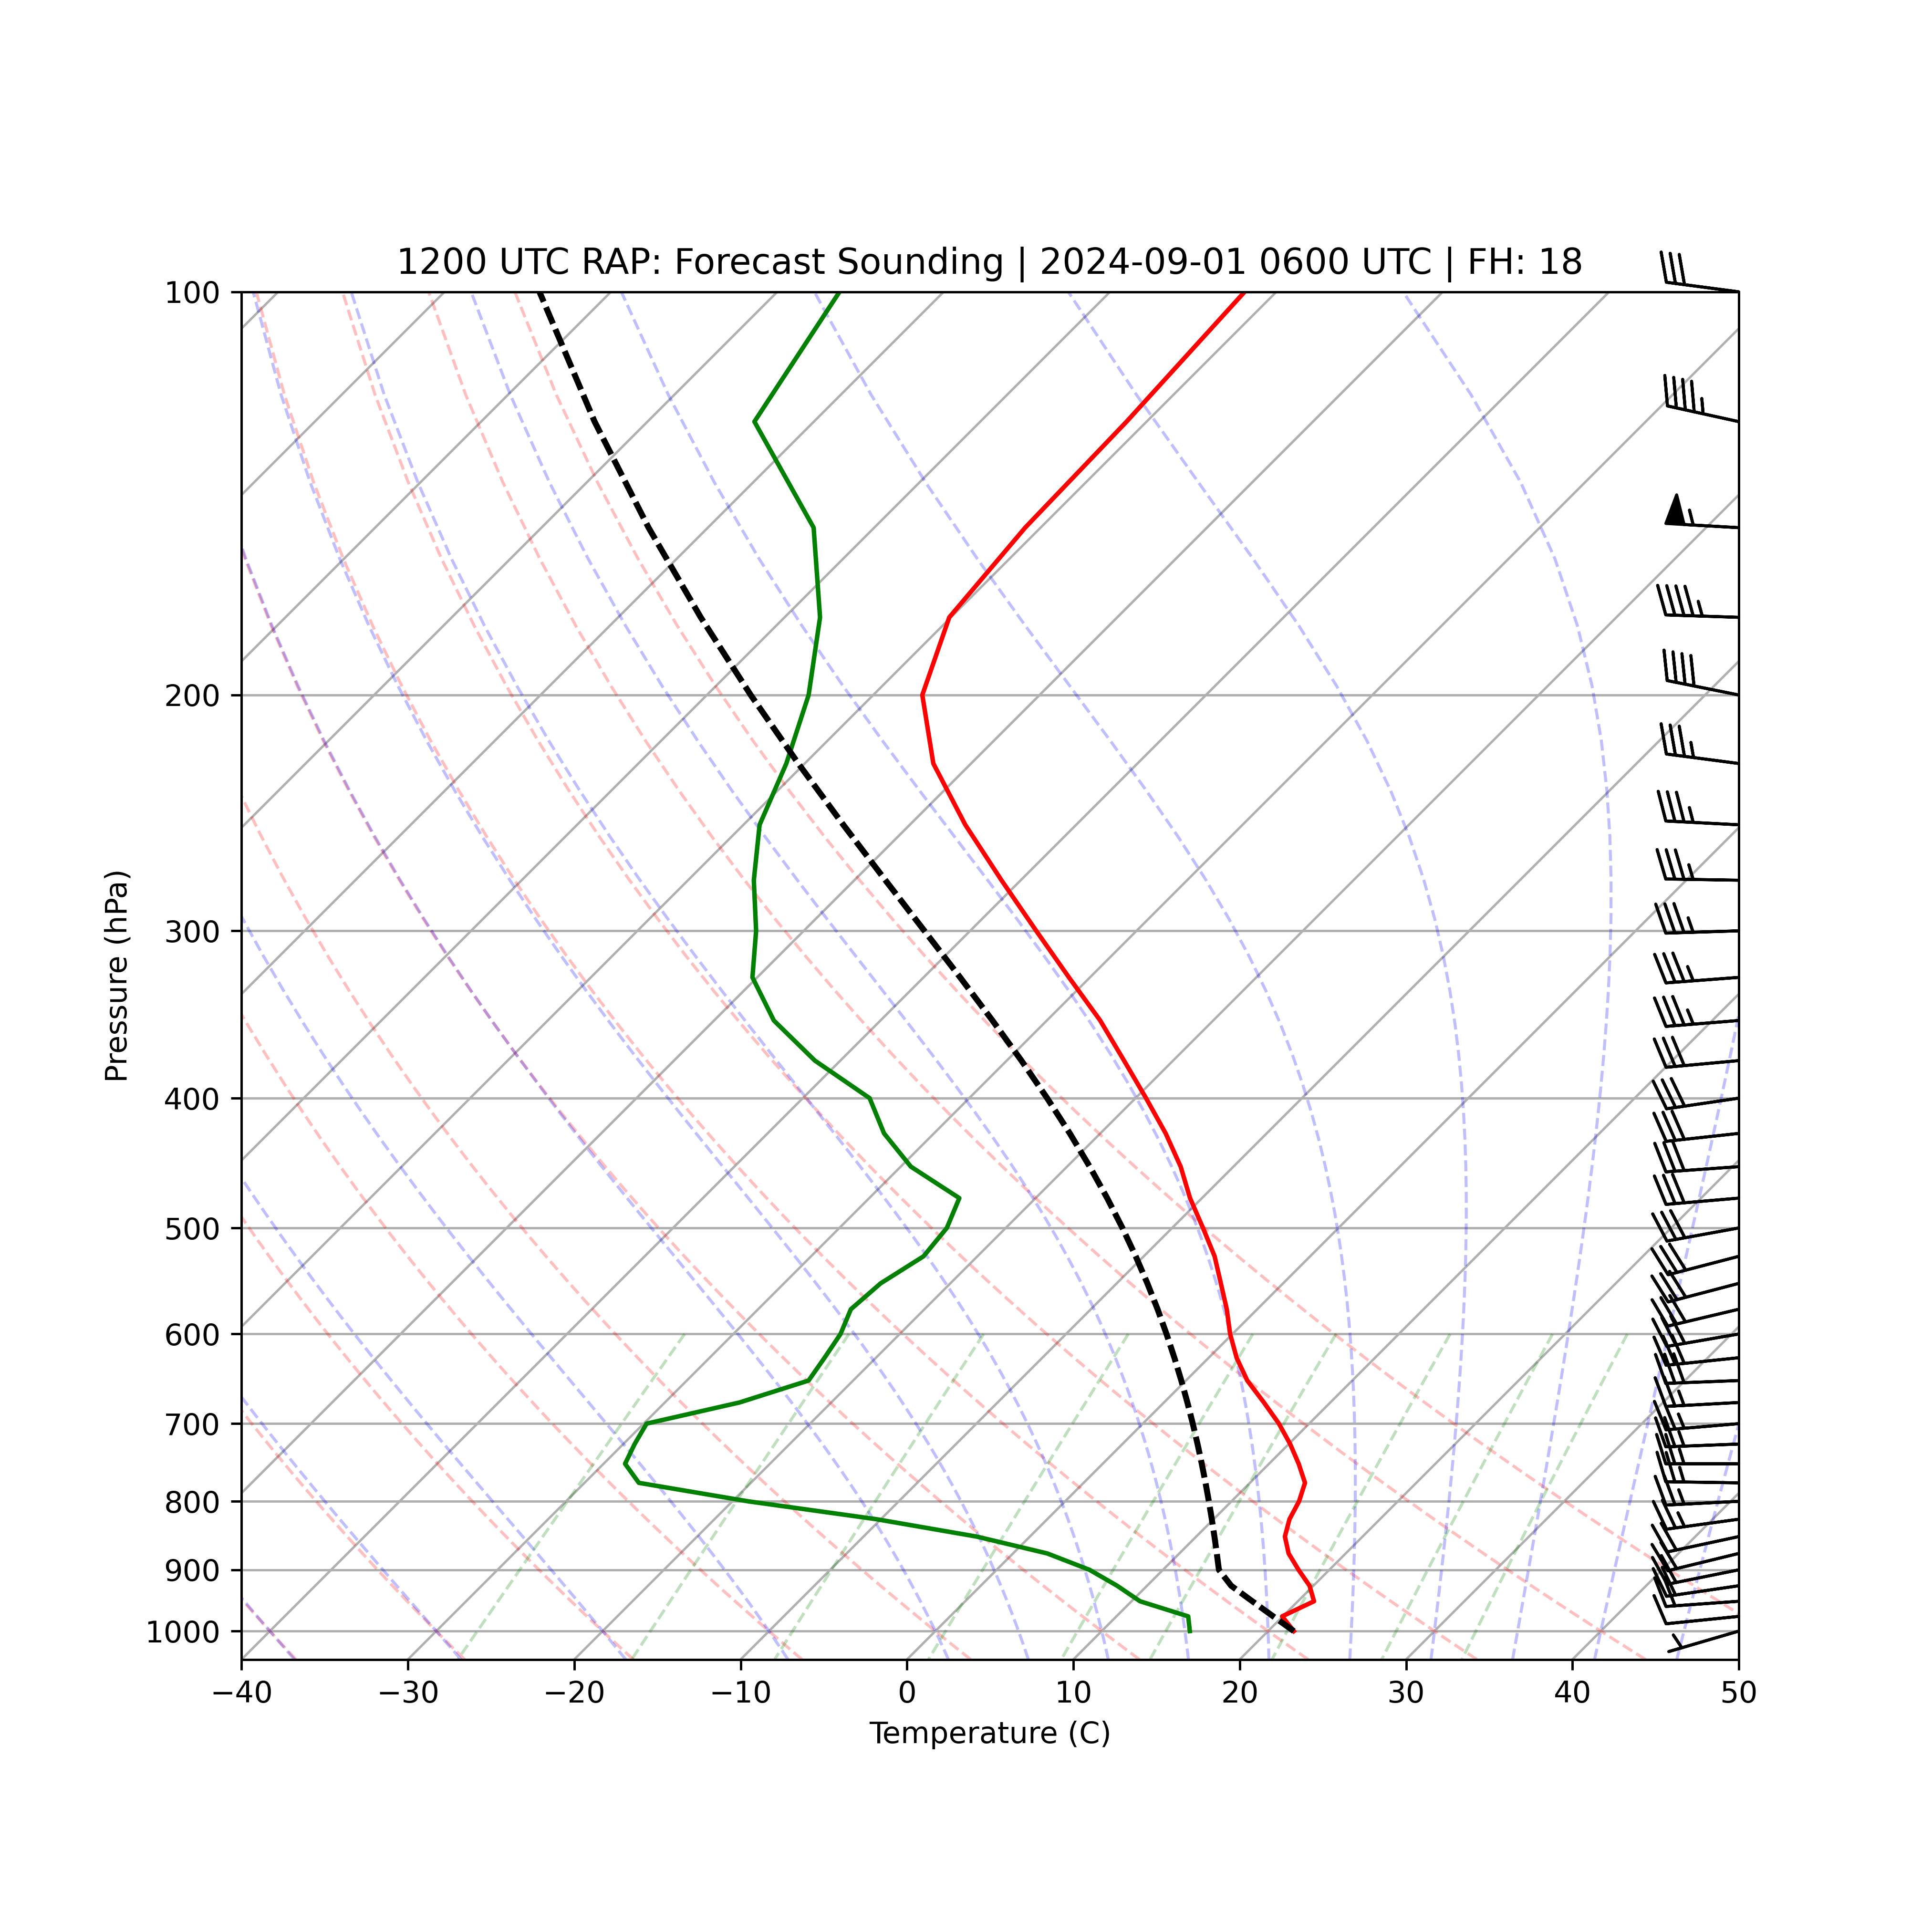 1200 UTC RAP: Forecast Sounding | 2024-09-01 0600 UTC | FH: 18
100
200
300
400
500
600
700
800
900
1000
Pressure (hPa)
−40 −30 −20 −10 0 10 20 30 40 50
Temperature (C)